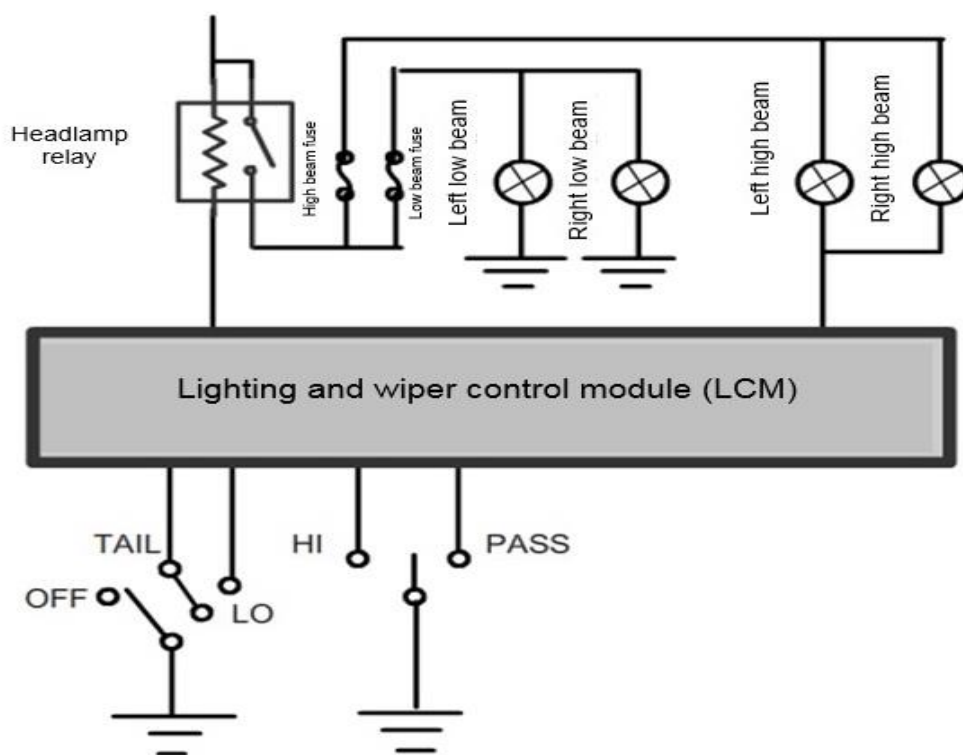 Headlamp
relay
High beam fuse
Low beam fuse
Left low beam
Right low beam
Left high beam
Right high beam
Lighting and wiper control module (LCM)
TAIL
HI
PASS
OFF
LO